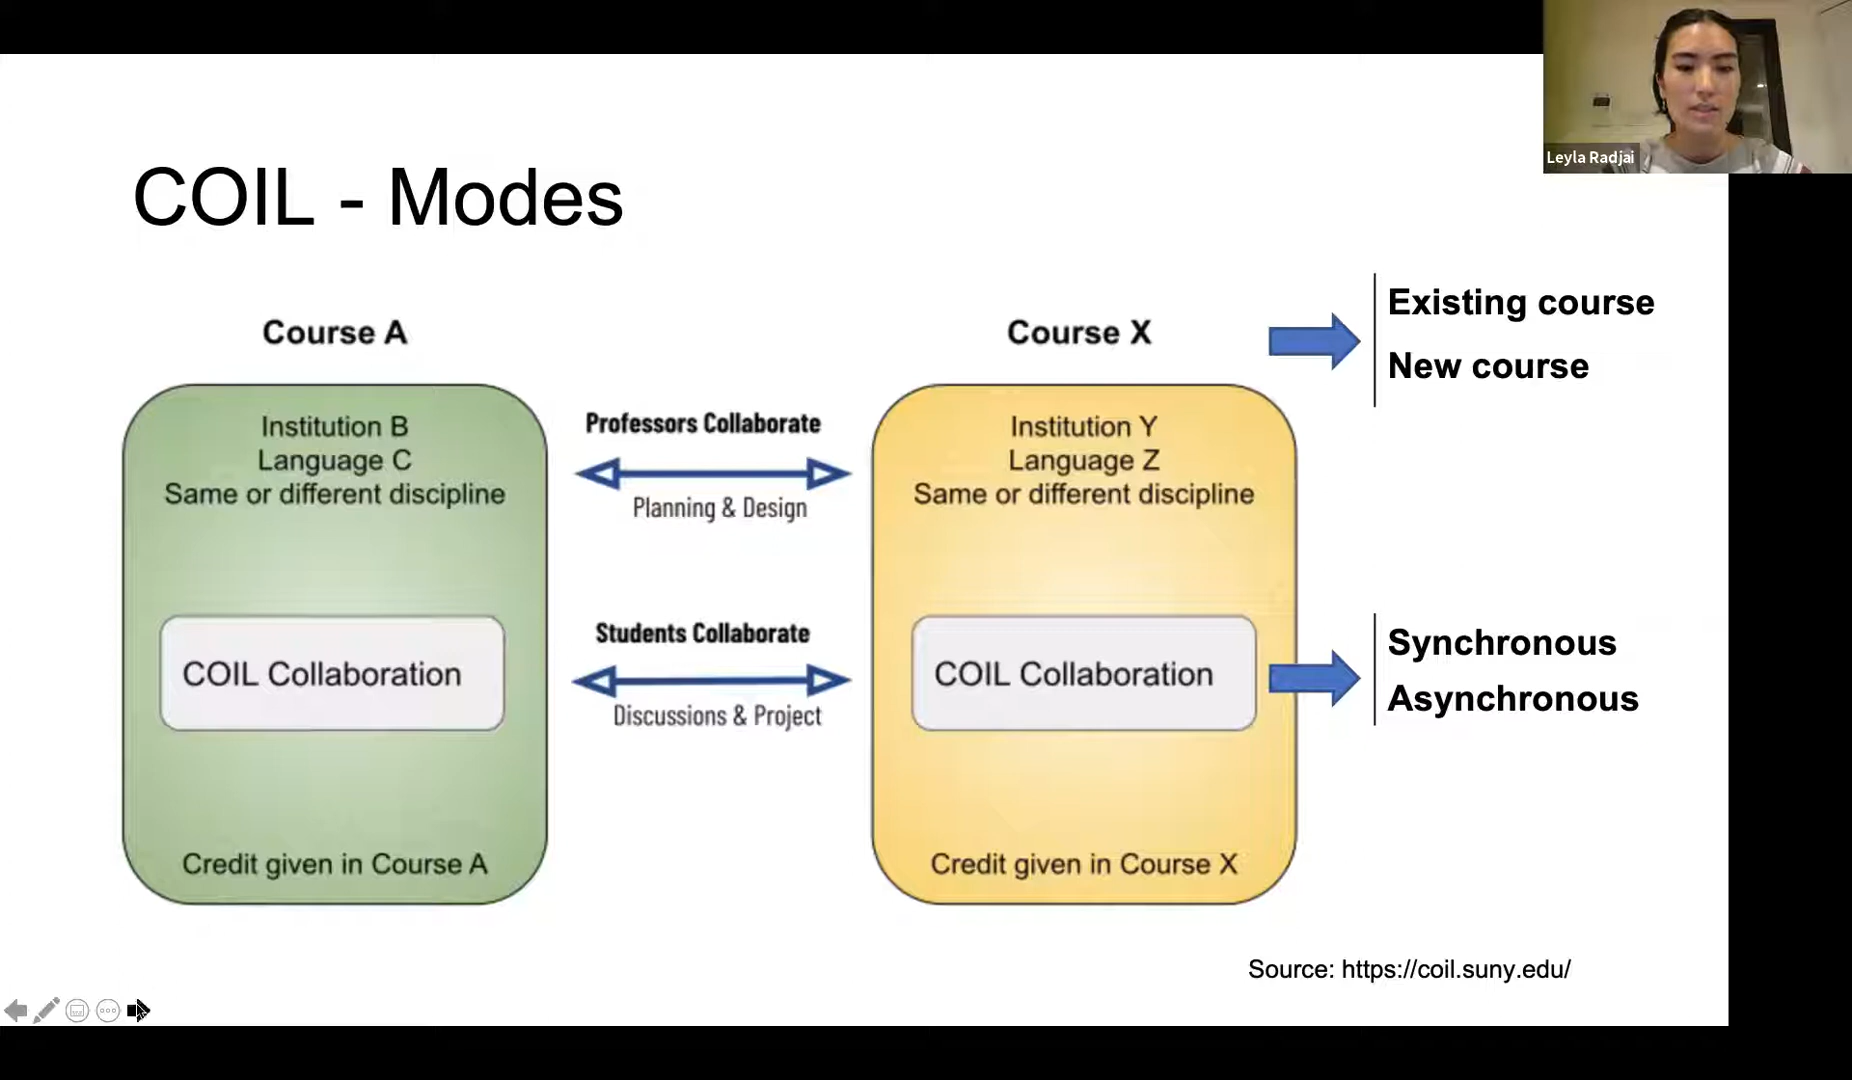 Leyla Radjai
COIL - Modes
Course A
Institution B
Language C
Same or different discipline
COIL Collaboration
Credit given in Course A
Professors Collaborate
Planning & Design
Students Collaborate
Discussions & Project
Course X
Institution Y
Language Z
Same or different discipline
COIL Collaboration
Credit given in Course X
Existing course
New course
Synchronous
Asynchronous
Source: https://coil.suny.edu/